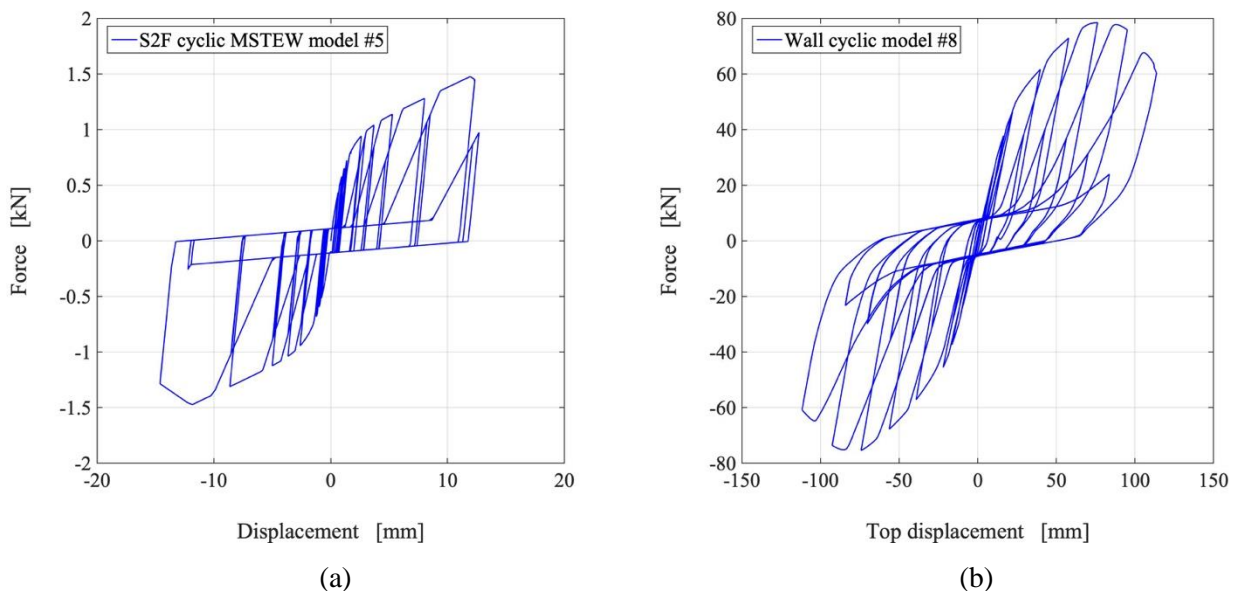 S2F cyclic MSTEW model #5
2
1.5
1
0.5
0
-0.5
-1
-1.5
-2
Force [kN]
-20 -10 0 10 20
Displacement [mm]
(a)
Wall cyclic model #8
80
60
40
20
0
-20
-40
-60
-80
Force [kN]
-150 -100 -50 0 50 100 150
Top displacement [mm]
(b)